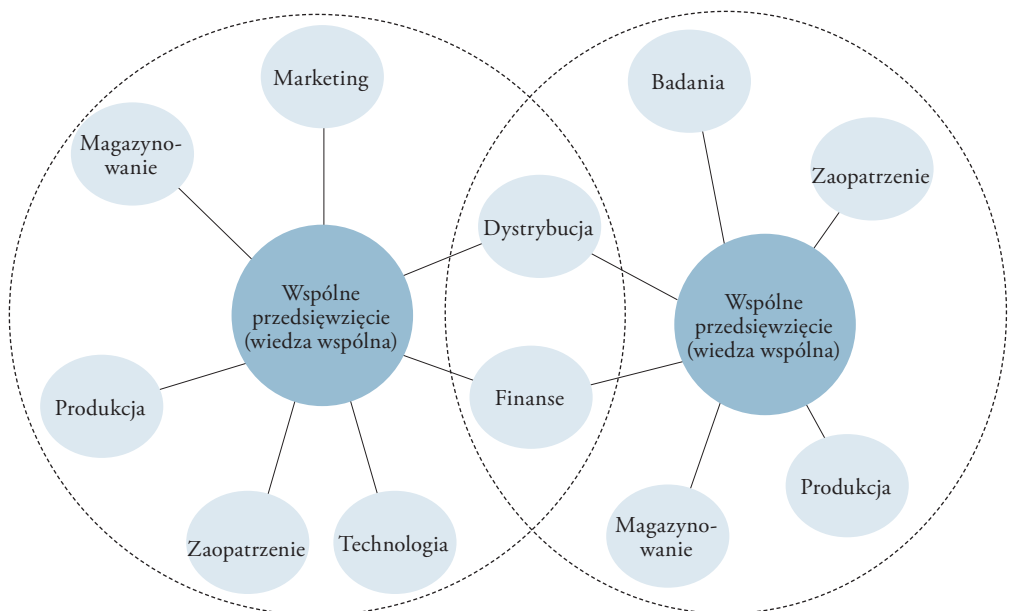 Marketing
Badania
Magazyno-
wanie
Zaopatrzenie
Dystrybucja
Wspólne
przedsięwzięcie
(wiedza wspólna)
Wspólne
przedsięwzięcie
(wiedza wspólna)
Produkcja
Finanse
Produkcja
Zaopatrzenie
Technologia
Magazyno-
wanie